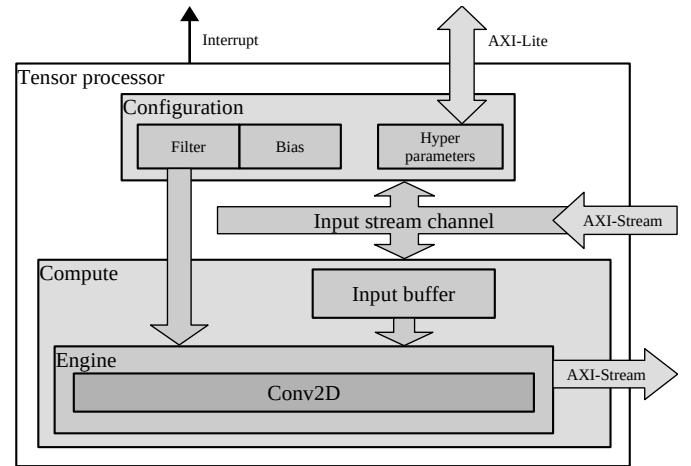 Interrupt
AXI-Lite
Tensor processor
Configuration
Filter
Bias
Hyper
parameters
Input stream channel
AXI-Stream
Compute
Input buffer
Engine
AXI-Stream
Conv2D